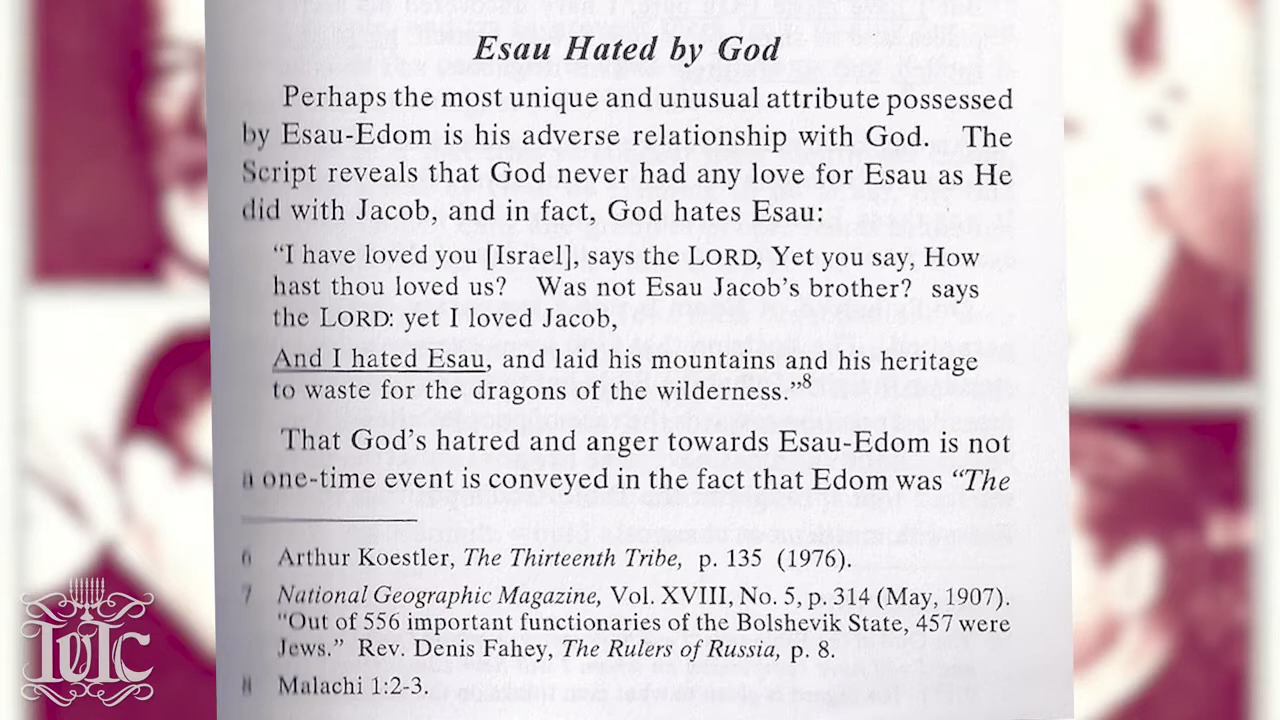 Esau Hated by God
Perhaps the most unique and unusual attribute possessed
by Esau-Edom is his adverse relationship with God. The
Script reveals that God never had any love for Esau as He
did with Jacob, and in fact, God hates Esau:
“I have loved you [Israel], says the LORD, Yet you say, How
hast thou loved us? Was not Esau Jacob’s brother? says
the LORD: yet I loved Jacob,
And I hated Esau, and laid his mountains and his heritage
to waste for the dragons of the wilderness.”8
That God’s hatred and anger towards Esau-Edom is not
a one-time event is conveyed in the fact that Edom was “The
6 Arthur Koestler, The Thirteenth Tribe, p. 135 (1976).
7 National Geographic Magazine, Vol. XVIII, No. 5, p. 314 (May, 1907).
“Out of 556 important functionaries of the Bolshevik State, 457 were
Jews.” Rev. Denis Fahey, The Rulers of Russia, p. 8.
8 Malachi 1:2-3.
IUIC